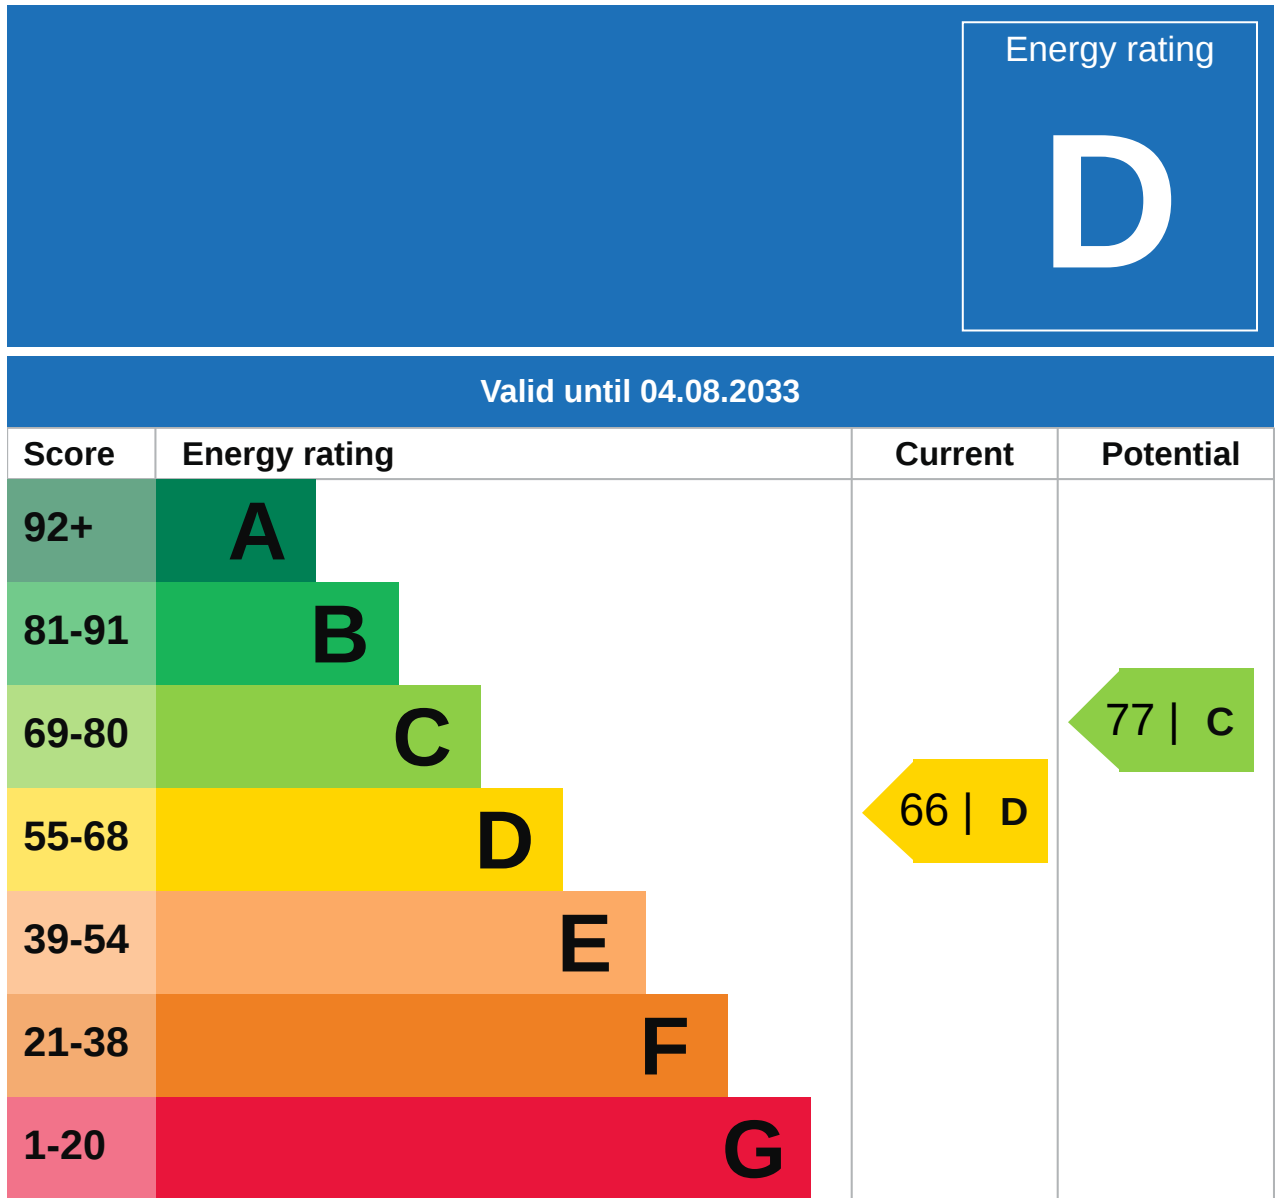 Energy rating
D
Valid until 04.08.2033
Score Energy rating Current Potential
92+ A
81-91 B
69-80 C 77 | C
55-68 D 66 | D
39-54 E
21-38 F
1-20 G